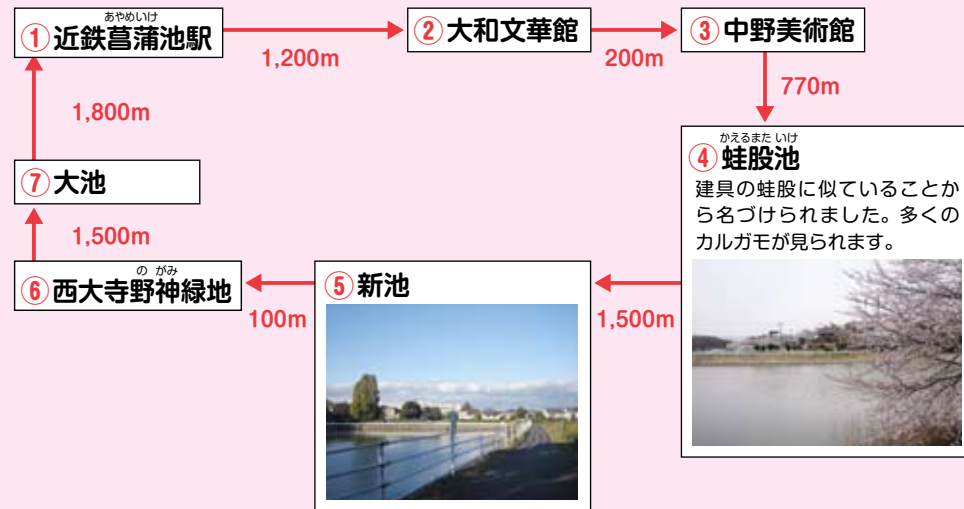 あやめいけ
① 近鉄菖蒲池駅
1,200m
② 大和文華館
200m
③ 中野美術館
770m
かえるまた いけ
④ 蛙股池
建具の蛙股に似ていることか
ら名づけられました。多くの
カルガモが見られます。
1,500m
⑤ 新池
100m
の がみ
⑥ 西大寺野神緑地
1,500m
⑦ 大池
1,800m